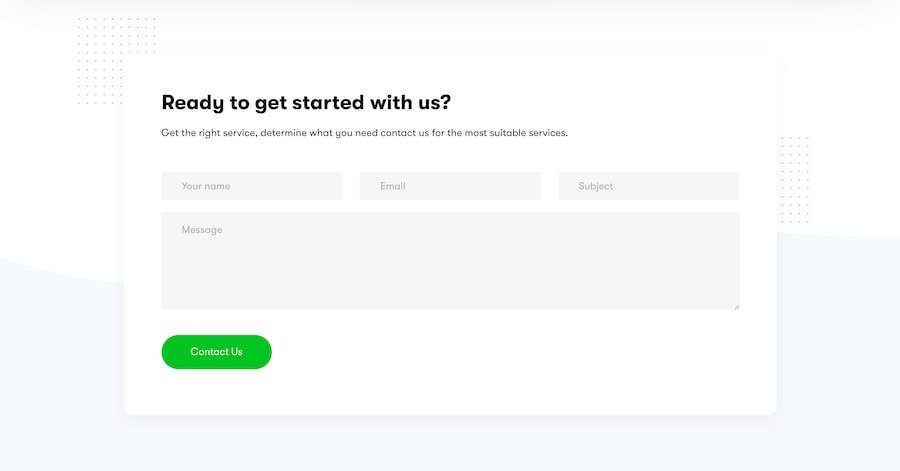 Ready to get started with us?
Get the right service, determine what you need contact us for the most suitable services.
Your name
Email
Subject
Message
Contact Us